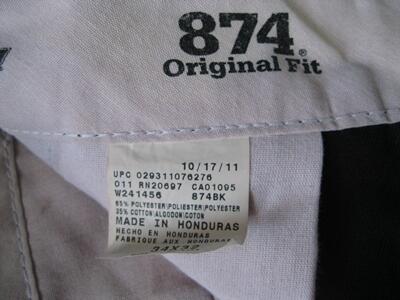 874®
Original Fit
10/17/11
UPC 029311076276
011 RN20697 CA01095
W241456 874BK
65% POLYESTER|POLIESTER|POLYESTER
35% COTTON|ALGODON|COTON
MADE IN HONDURAS
HECHO EN HONDURAS
FABRIQUE AUX HONDURAS
34X32